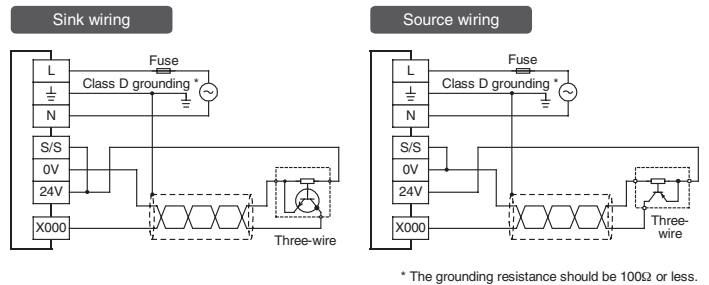 Sink wiring
Source wiring
Fuse
L
Class D grounding *
N
S/S
0V
24V
X000
Three-wire
Fuse
L
Class D grounding *
N
S/S
0V
24V
X000
Three-
wire
* The grounding resistance should be 100Ω or less.